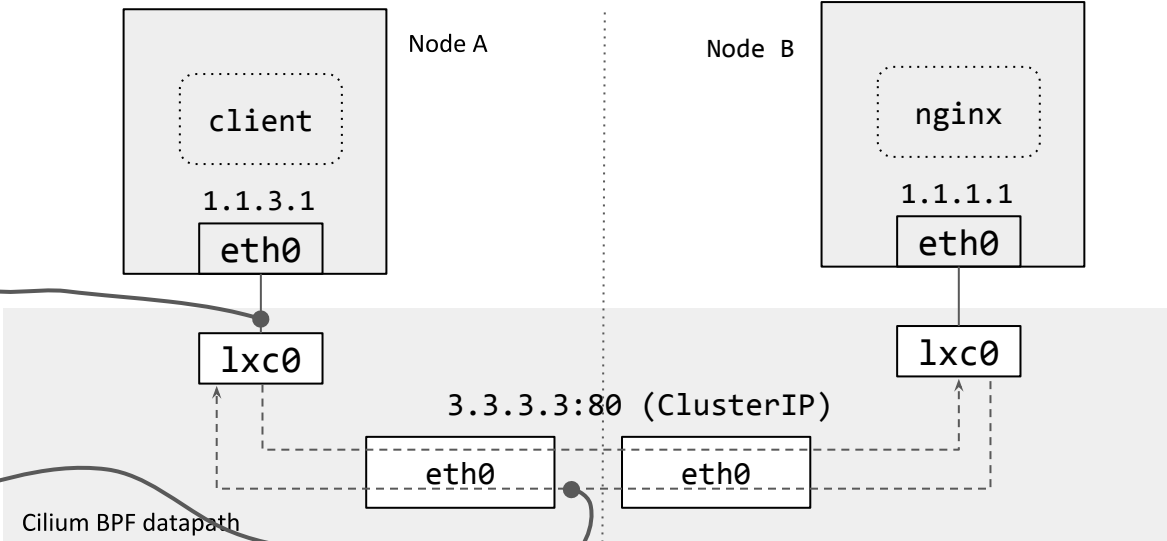 Node A
Node B
client
nginx
1.1.3.1
1.1.1.1
eth0
eth0
lxc0
lxc0
3.3.3.3:80 (ClusterIP)
eth0
eth0
Cilium BPF datapath